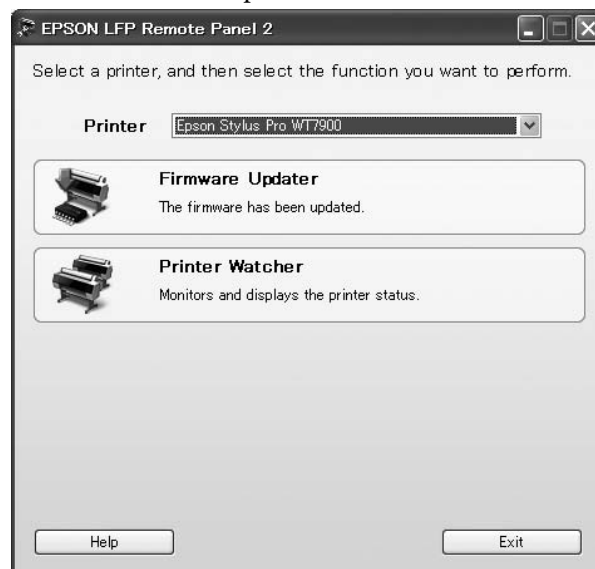 EPSON LFP Remote Panel 2
Select a printer, and then select the function you want to perform.
Printer
Epson Stylus Pro WT7900
Firmware Updater
The firmware has been updated.
Printer Watcher
Monitors and displays the printer status.
Help
Exit